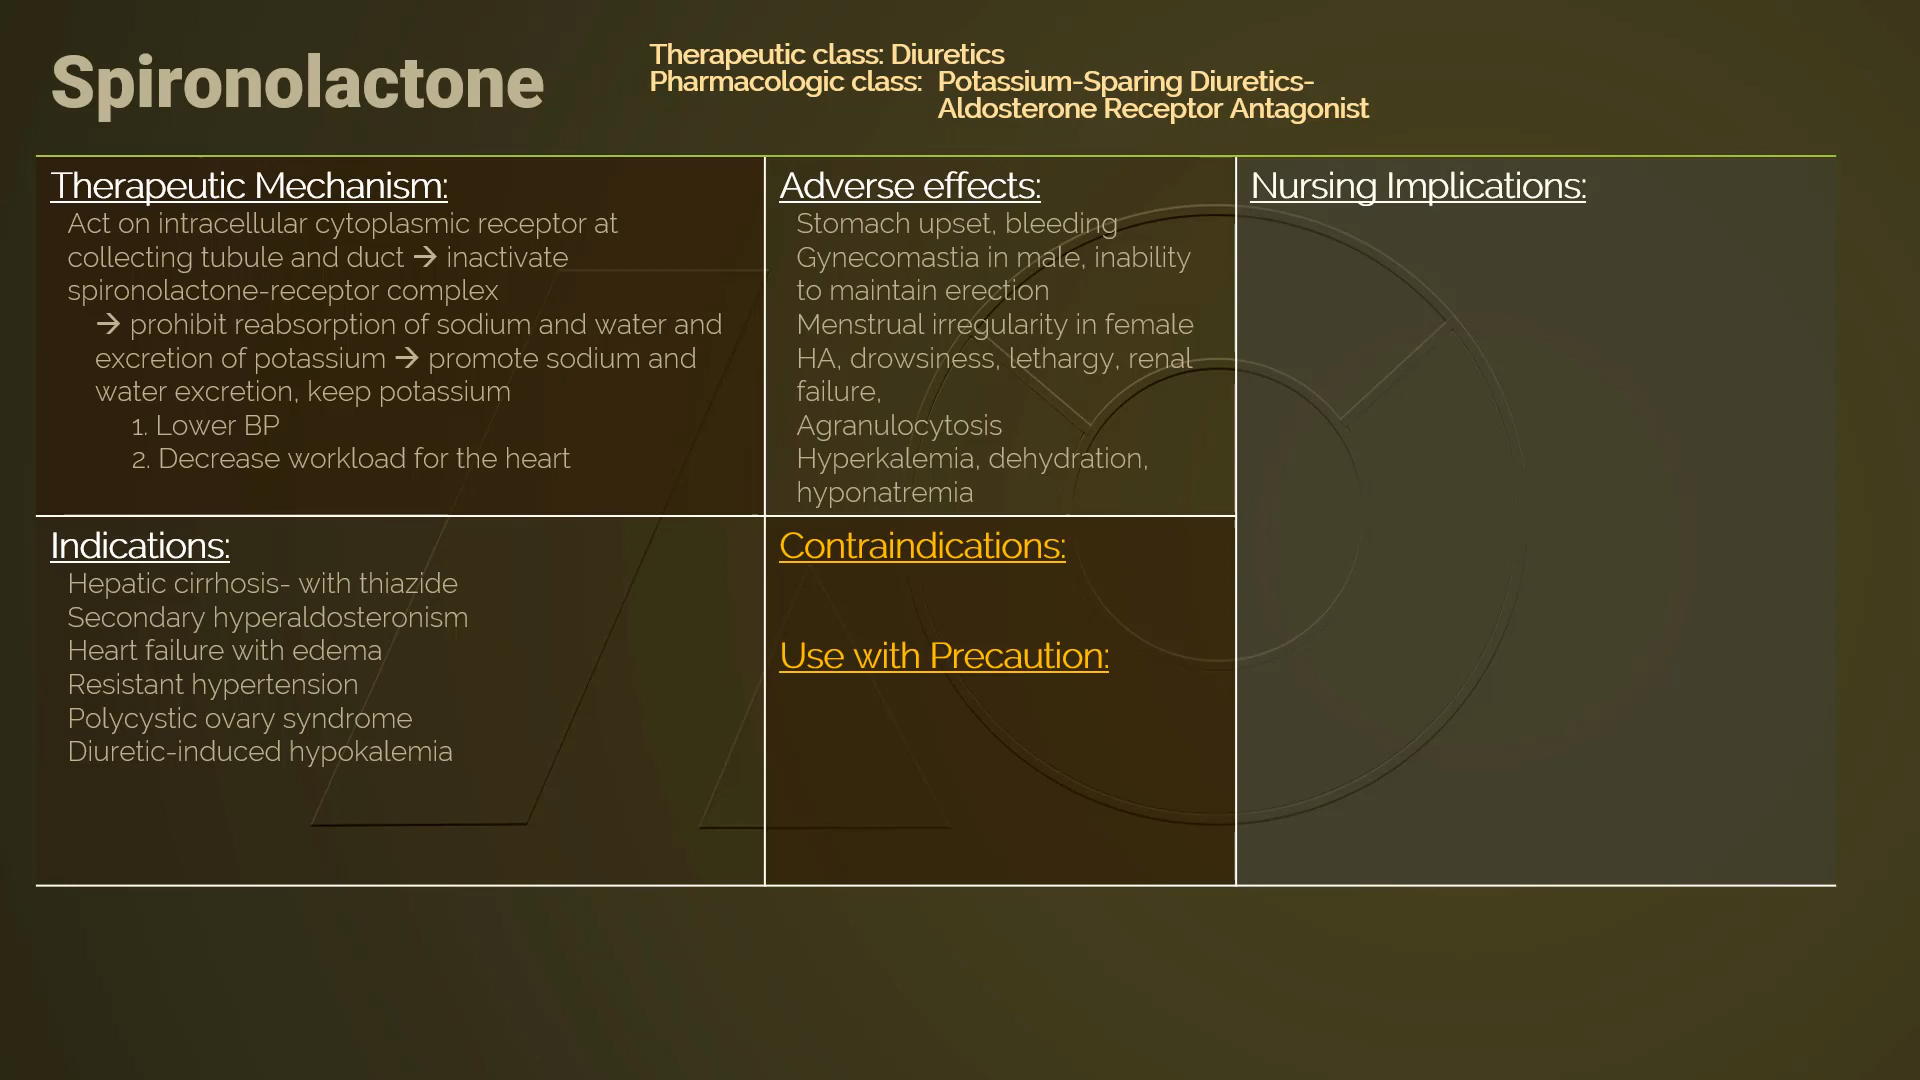 Spironolactone
Therapeutic class: Diuretics
Pharmacologic class: Potassium-Sparing Diuretics-
Aldosterone Receptor Antagonist
Therapeutic Mechanism:
Act on intracellular cytoplasmic receptor at
collecting tubule and duct → inactivate
spironolactone-receptor complex
→ prohibit reabsorption of sodium and water and
excretion of potassium → promote sodium and
water excretion, keep potassium
1. Lower BP
2. Decrease workload for the heart
Adverse effects:
Stomach upset, bleeding
Gynecomastia in male, inability
to maintain erection
Menstrual irregularity in female
HA, drowsiness, lethargy, renal
failure,
Agranulocytosis
Hyperkalemia, dehydration,
hyponatremia
Nursing Implications:
Indications:
Hepatic cirrhosis- with thiazide
Secondary hyperaldosteronism
Heart failure with edema
Resistant hypertension
Polycystic ovary syndrome
Diuretic-induced hypokalemia
Contraindications:
Use with Precaution: